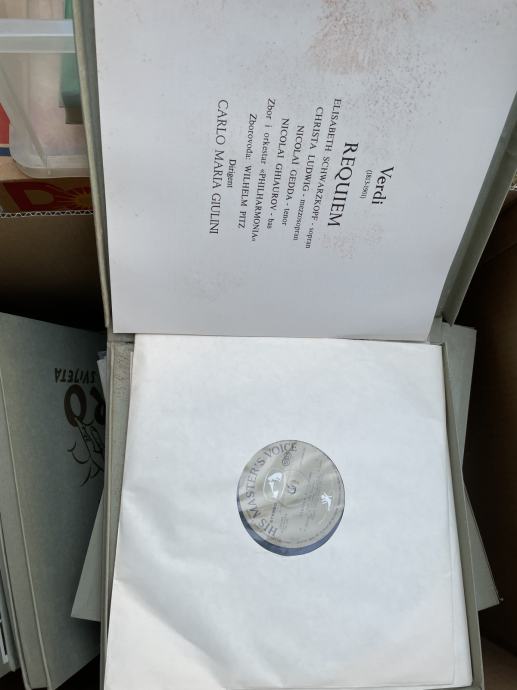 Verdi
(1813-1901)
REQUIEM
ELISABETH SCHWARZKOPF - sopran
CHRISTA LUDWIG - mezzosopran
NICOLAI GEDDA - tenor
NICOLAI GHIAUROV - bas
Zbor i orkestar «PHILHARMONIA»
Zborovođa: WILHELM PITZ
Dirigent
CARLO MARIA GIULINI
HIS MASTER'S VOICE
SVIJETA